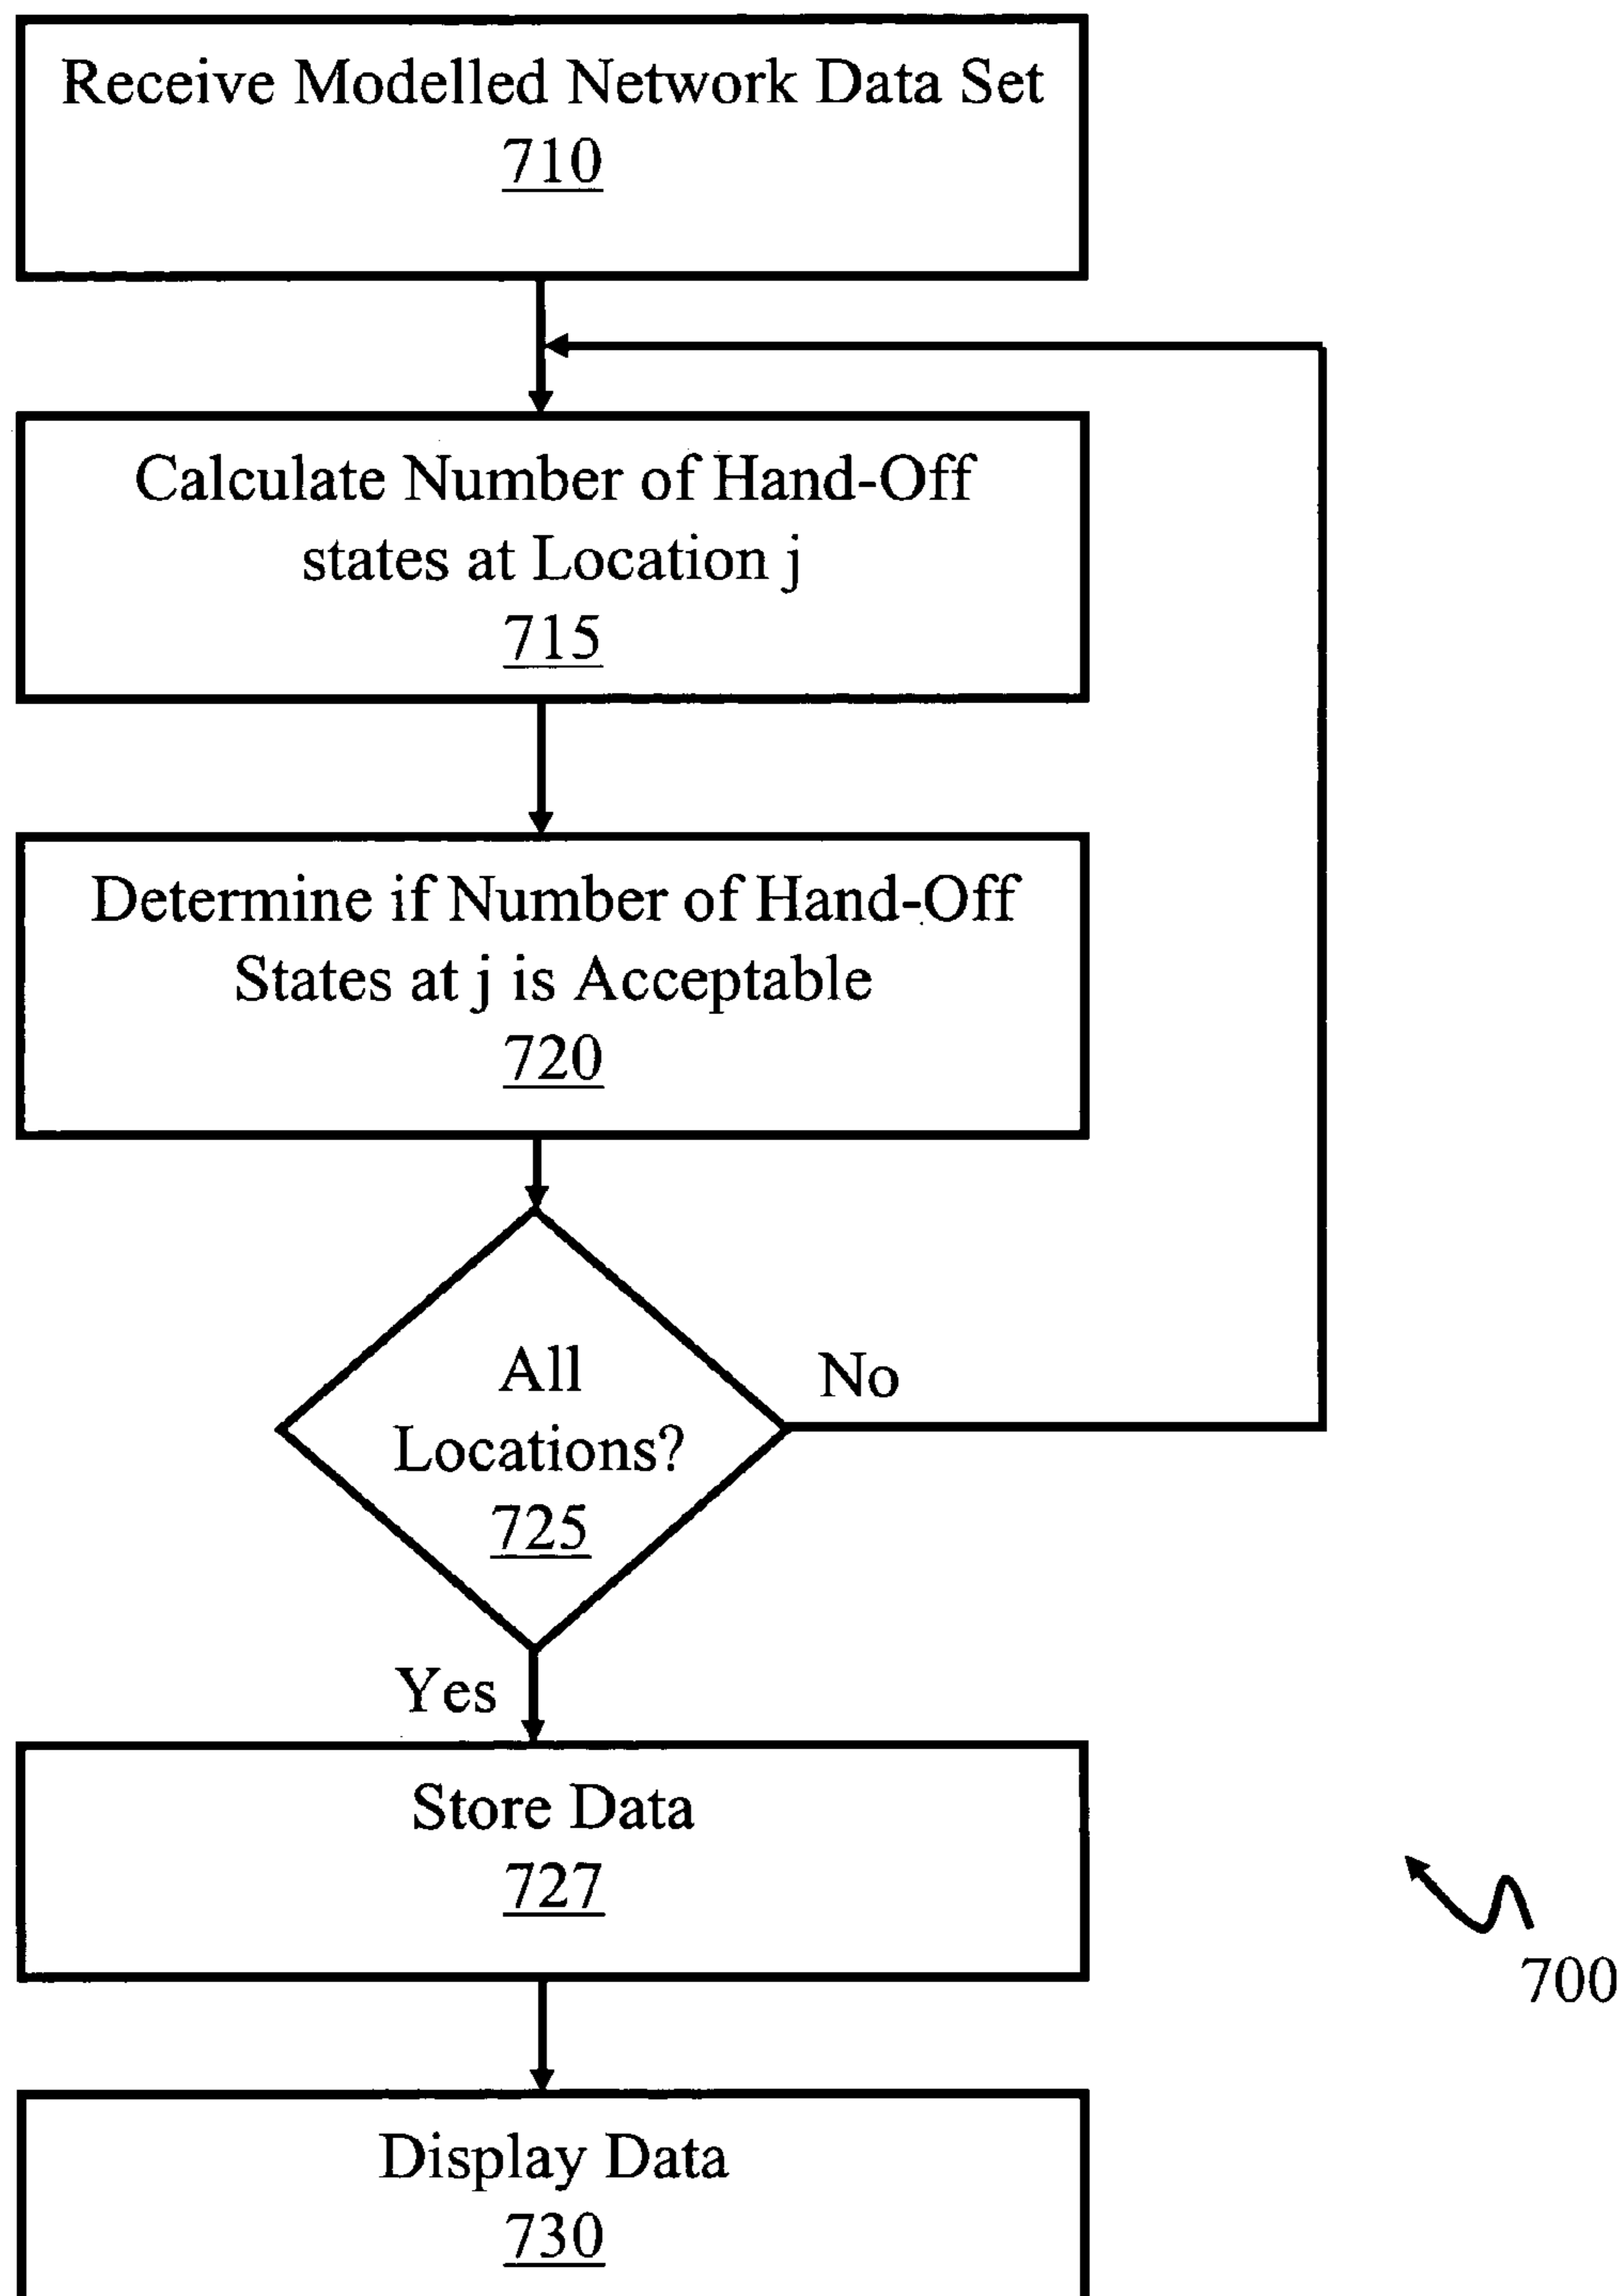 Receive Modelled Network Data Set
710
Calculate Number of Hand-Off
states at Location j
715
Determine if Number of Hand-Off
States at j is Acceptable
720
All
Locations?
725
No
Yes
Store Data
727
700
Display Data
730